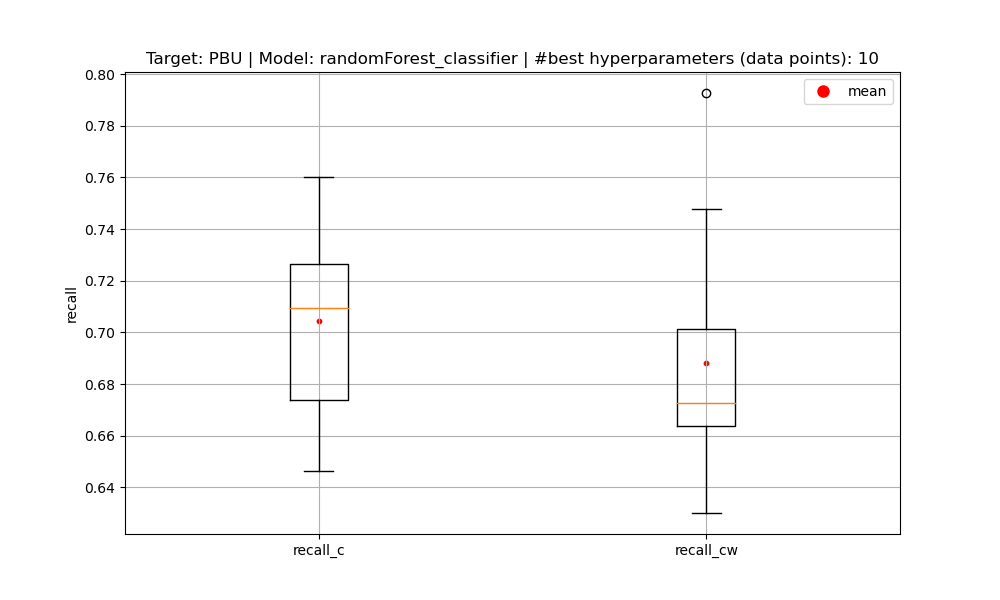 Target: PBU | Model: randomForest_classifier | #best hyperparameters (data points): 10
mean
0.80
0.78
0.76
0.74
0.72
0.70
0.68
0.66
0.64
recall
recall_c
recall_cw